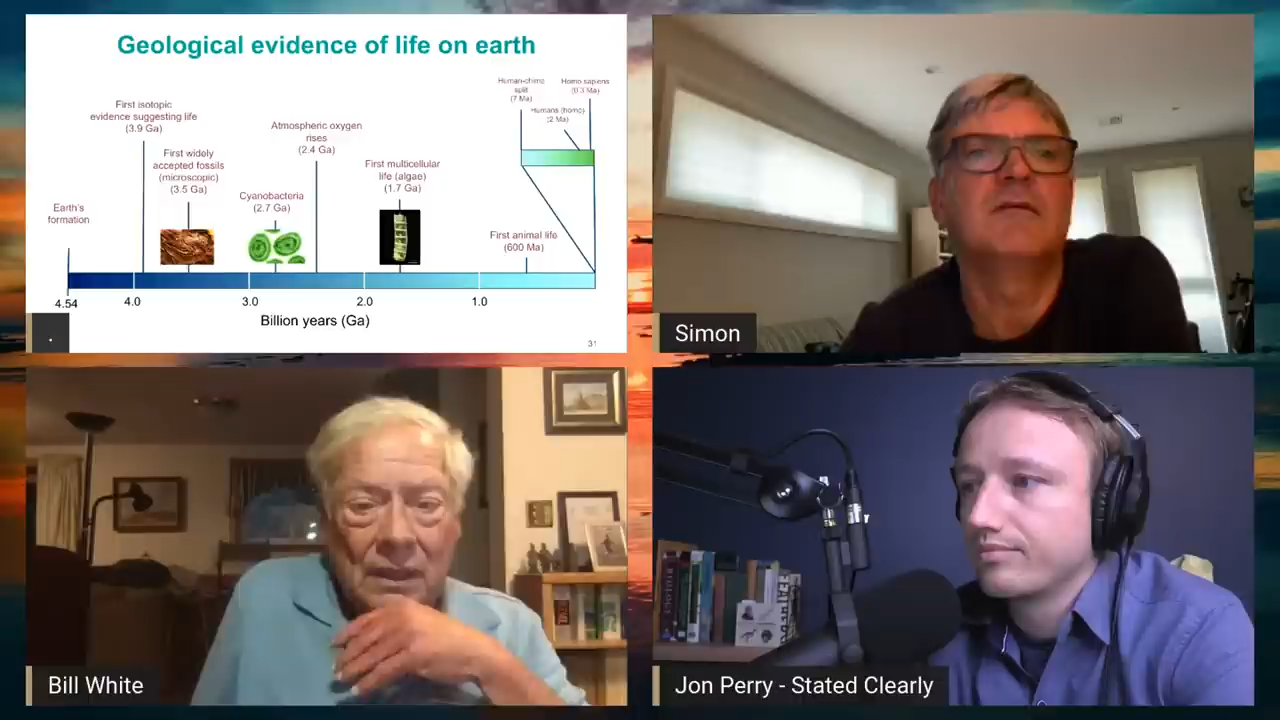 Geological evidence of life on earth
Human-chimp
split
(7 Ma)
Homo sapiens
(0.3 Ma)
Humans (homo)
(2 Ma)
First isotopic
evidence suggesting life
(3.9 Ga)
Atmospheric oxygen
rises
(2.4 Ga)
First widely
accepted fossils
(microscopic)
(3.5 Ga)
First multicellular
life (algae)
(1.7 Ga)
Cyanobacteria
(2.7 Ga)
Earth's
formation
First animal life
(600 Ma)
4.54
4.0
3.0
2.0
1.0
Billion years (Ga)
31
.
Simon
Bill White
Jon Perry - Stated Clearly